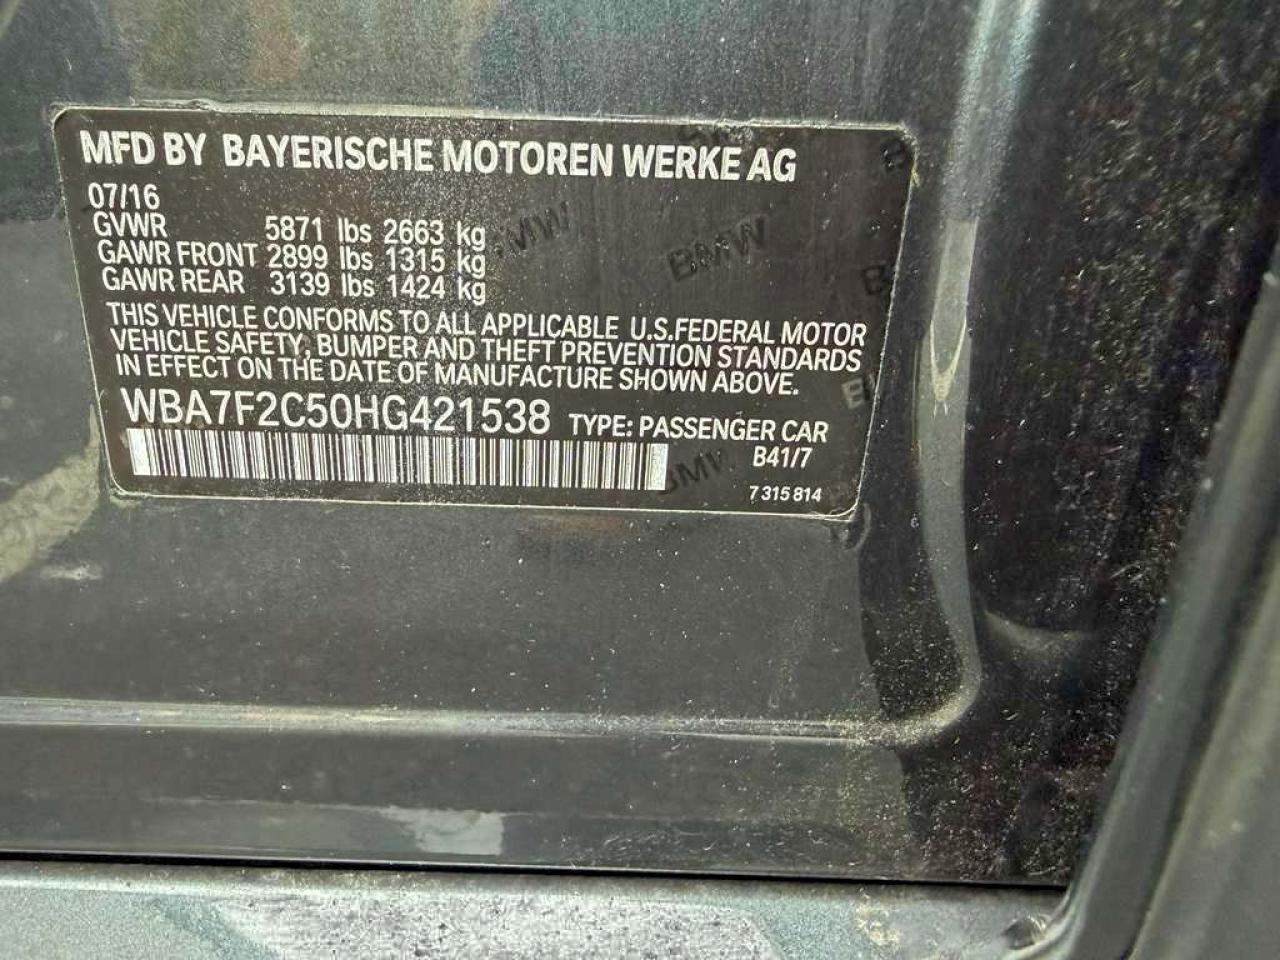 MFD BY BAYERISCHE MOTOREN WERKE AG
07/16
GVWR 5871 lbs 2663 kg
GAWR FRONT 2899 lbs 1315 kg
GAWR REAR 3139 lbs 1424 kg
THIS VEHICLE CONFORMS TO ALL APPLICABLE U.S.FEDERAL MOTOR
VEHICLE SAFETY, BUMPER AND THEFT PREVENTION STANDARDS
IN EFFECT ON THE DATE OF MANUFACTURE SHOWN ABOVE.
WBA7F2C50HG421538 TYPE: PASSENGER CAR
B41/7
7 315 814
BMW
BMW
BMW